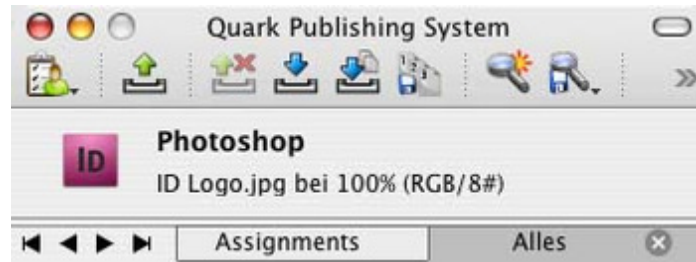 Quark Publishing System
ID
Photoshop
ID Logo.jpg bei 100% (RGB/8#)
Assignments Alles